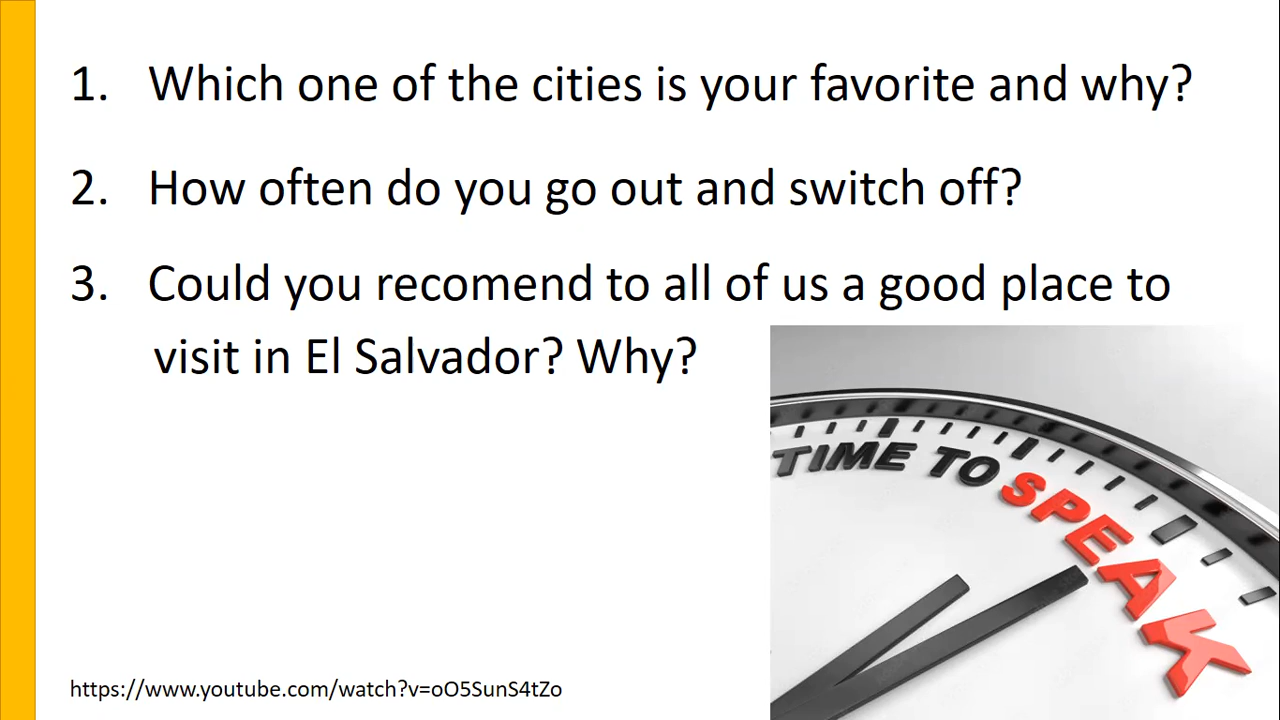 1. Which one of the cities is your favorite and why?
2. How often do you go out and switch off?
3. Could you recomend to all of us a good place to
visit in El Salvador? Why?
TIME TO SPEAK
https://www.youtube.com/watch?v=oO5SunS4tZo